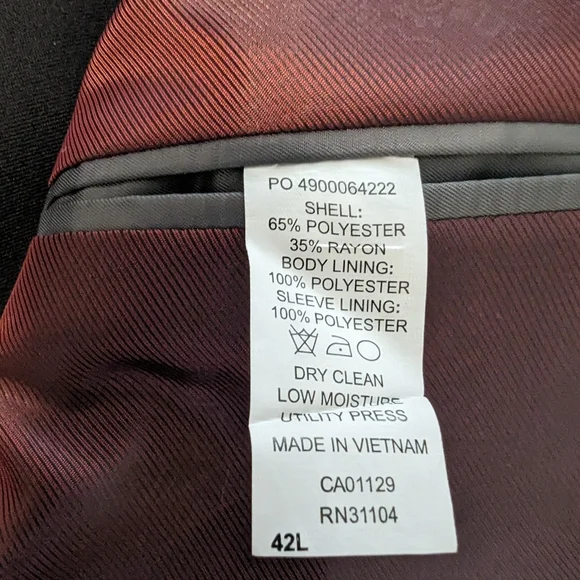 PO 4900064222
SHELL:
65% POLYESTER
35% RAYON
BODY LINING:
100% POLYESTER
SLEEVE LINING:
100% POLYESTER
DRY CLEAN
LOW MOISTURE
UTILITY PRESS
MADE IN VIETNAM
CA01129
RN31104
42L